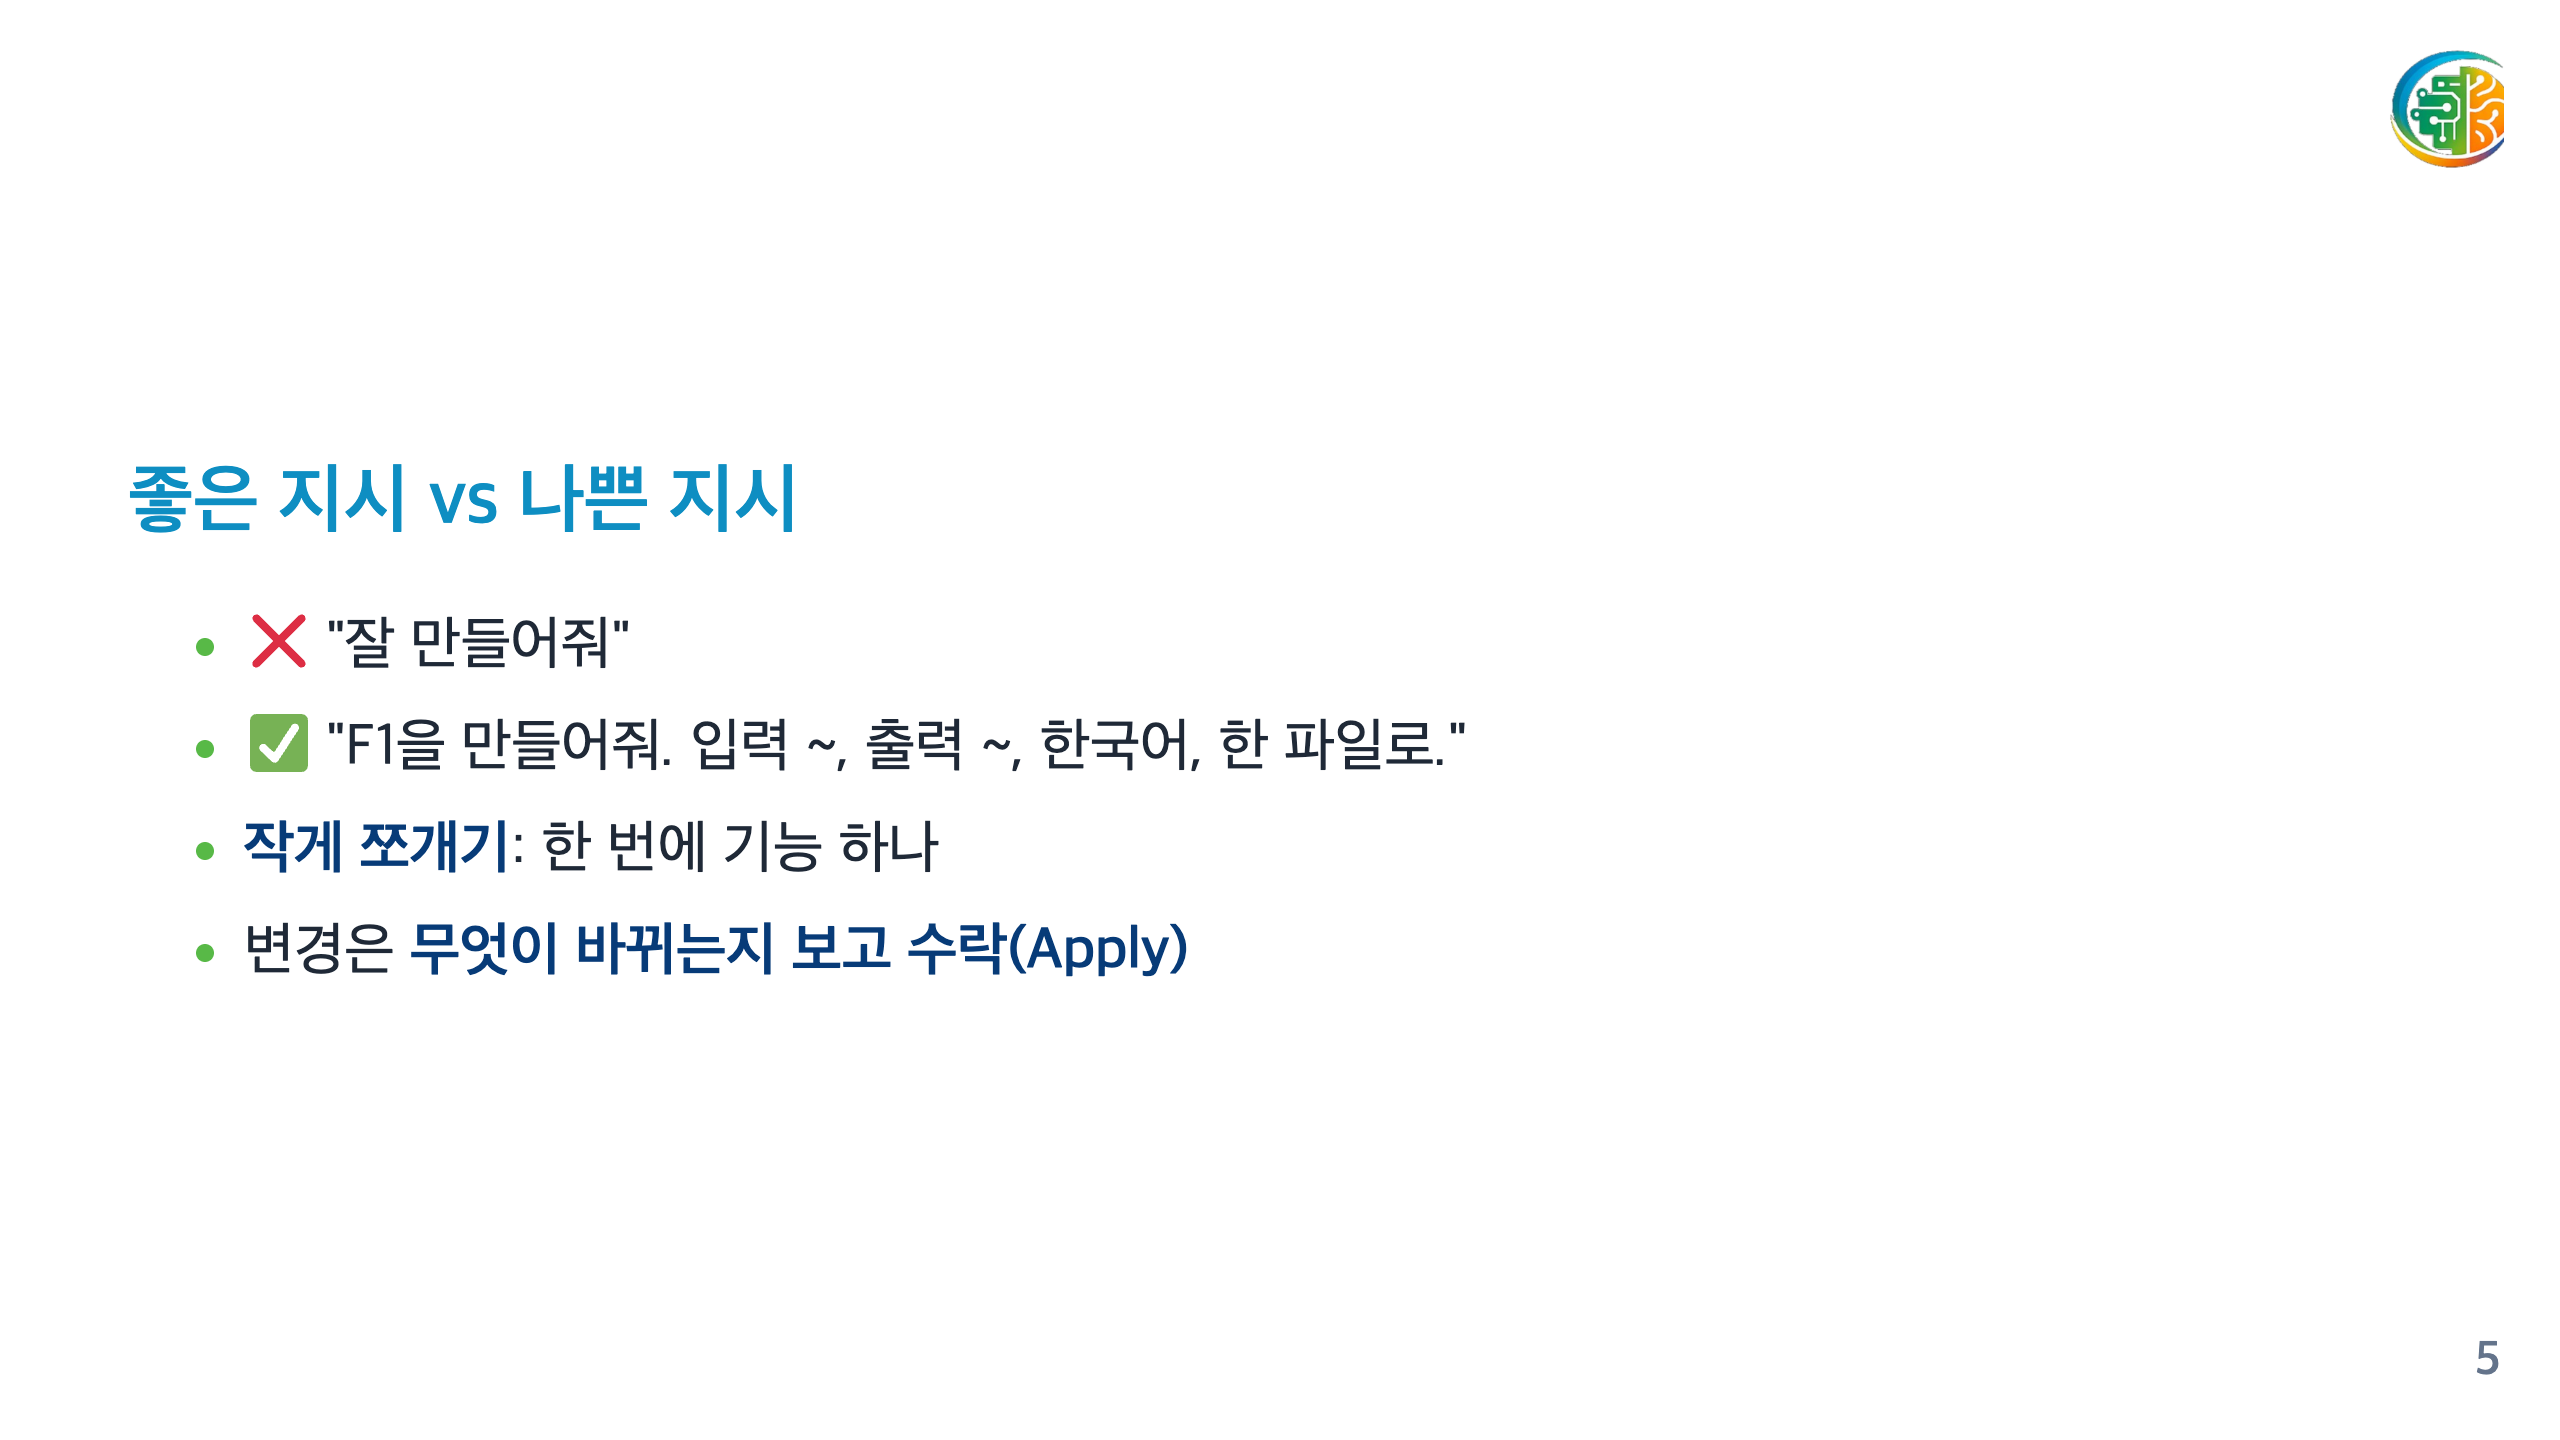 좋은 지시 vs 나쁜 지시
❌ "잘 만들어줘"
✅ "F1을 만들어줘. 입력 ~, 출력 ~, 한국어, 한 파일로."
작게 쪼개기: 한 번에 기능 하나
변경은 무엇이 바뀌는지 보고 수락(Apply)
5